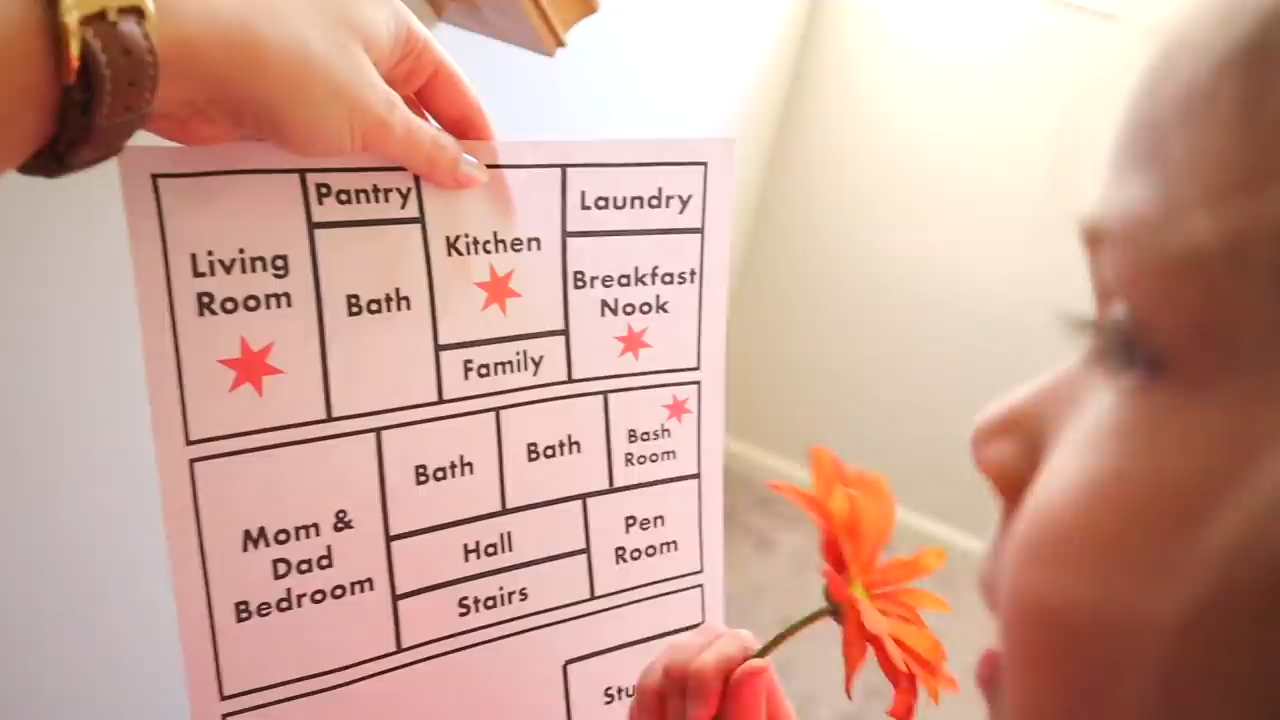 Pantry
Laundry
Kitchen
Living
Room
Bath
Breakfast
Nook
Family
Bash
Room
Bath
Bath
Mom &
Dad
Bedroom
Hall
Pen
Room
Stairs